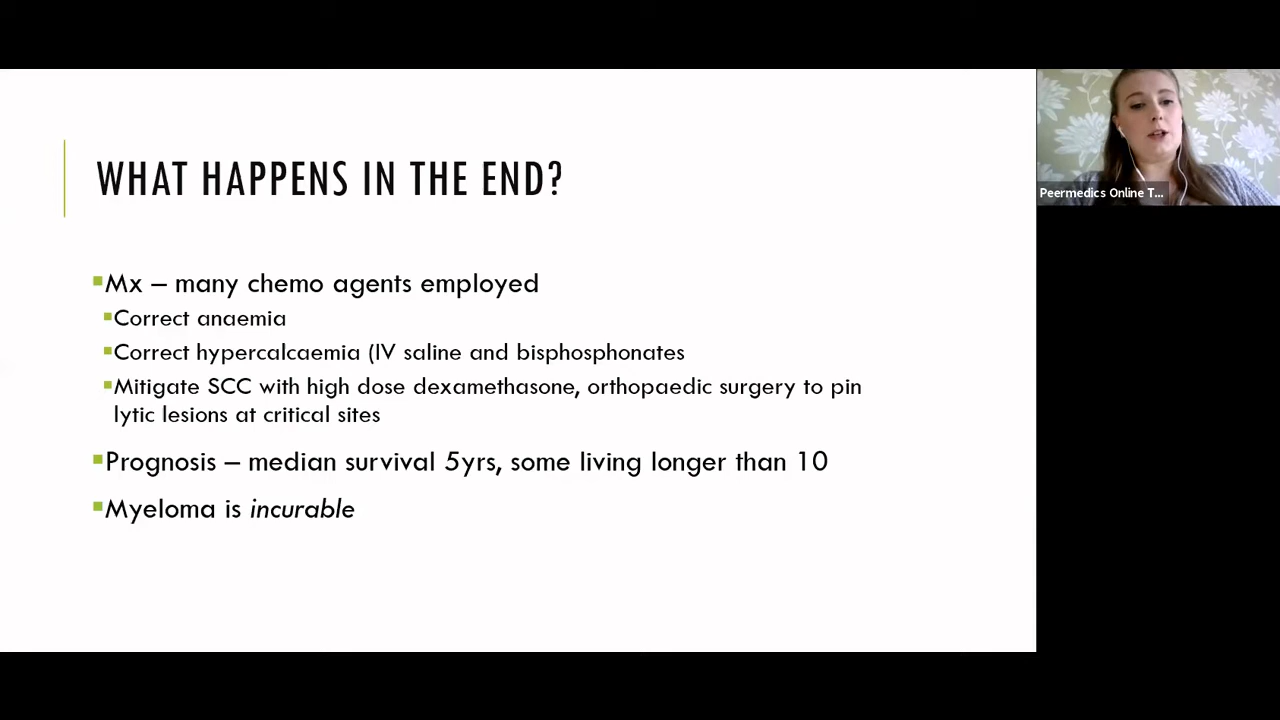 WHAT HAPPENS IN THE END?
Mx – many chemo agents employed
Correct anaemia
Correct hypercalcaemia (IV saline and bisphosphonates
Mitigate SCC with high dose dexamethasone, orthopaedic surgery to pin
lytic lesions at critical sites
Prognosis – median survival 5yrs, some living longer than 10
Myeloma is incurable
Peermedics Online T...